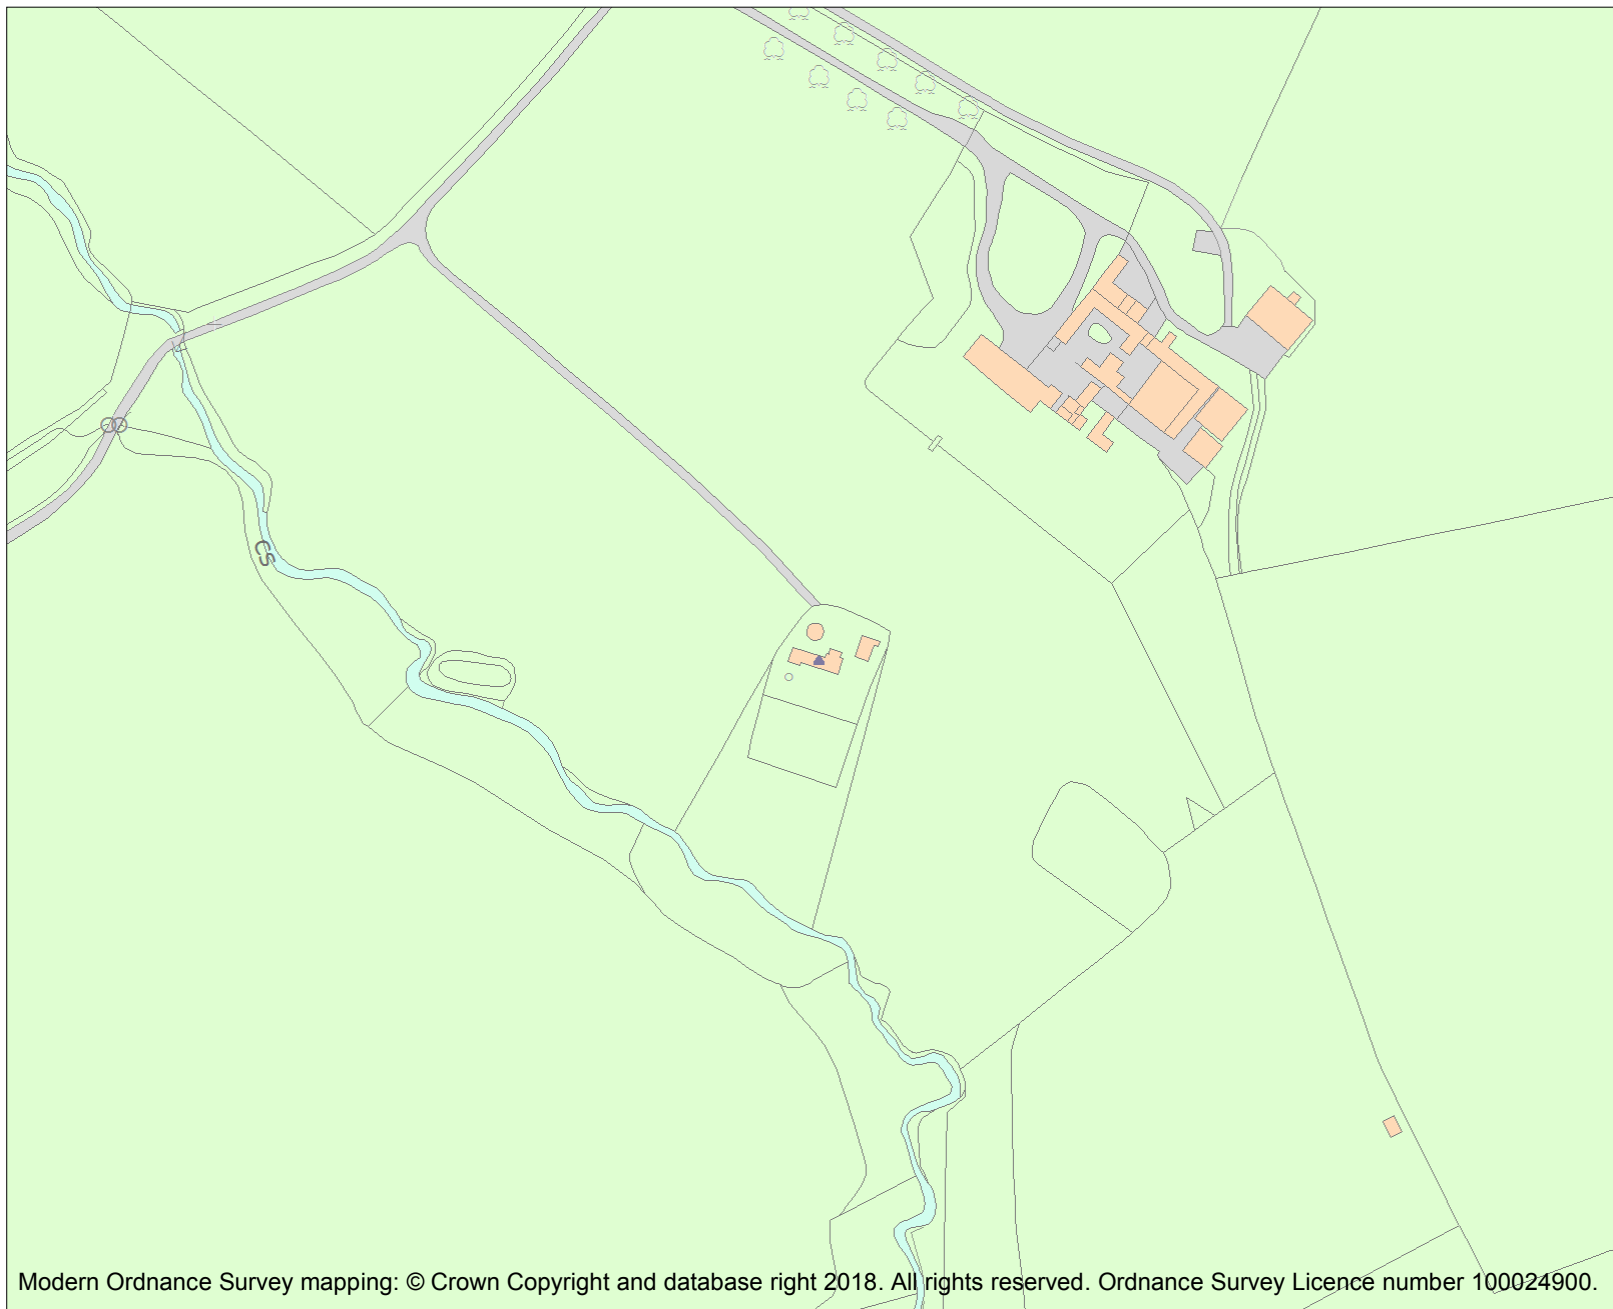 CS
Modern Ordnance Survey mapping: © Crown Copyright and database right 2018. All rights reserved. Ordnance Survey Licence number 100024900.